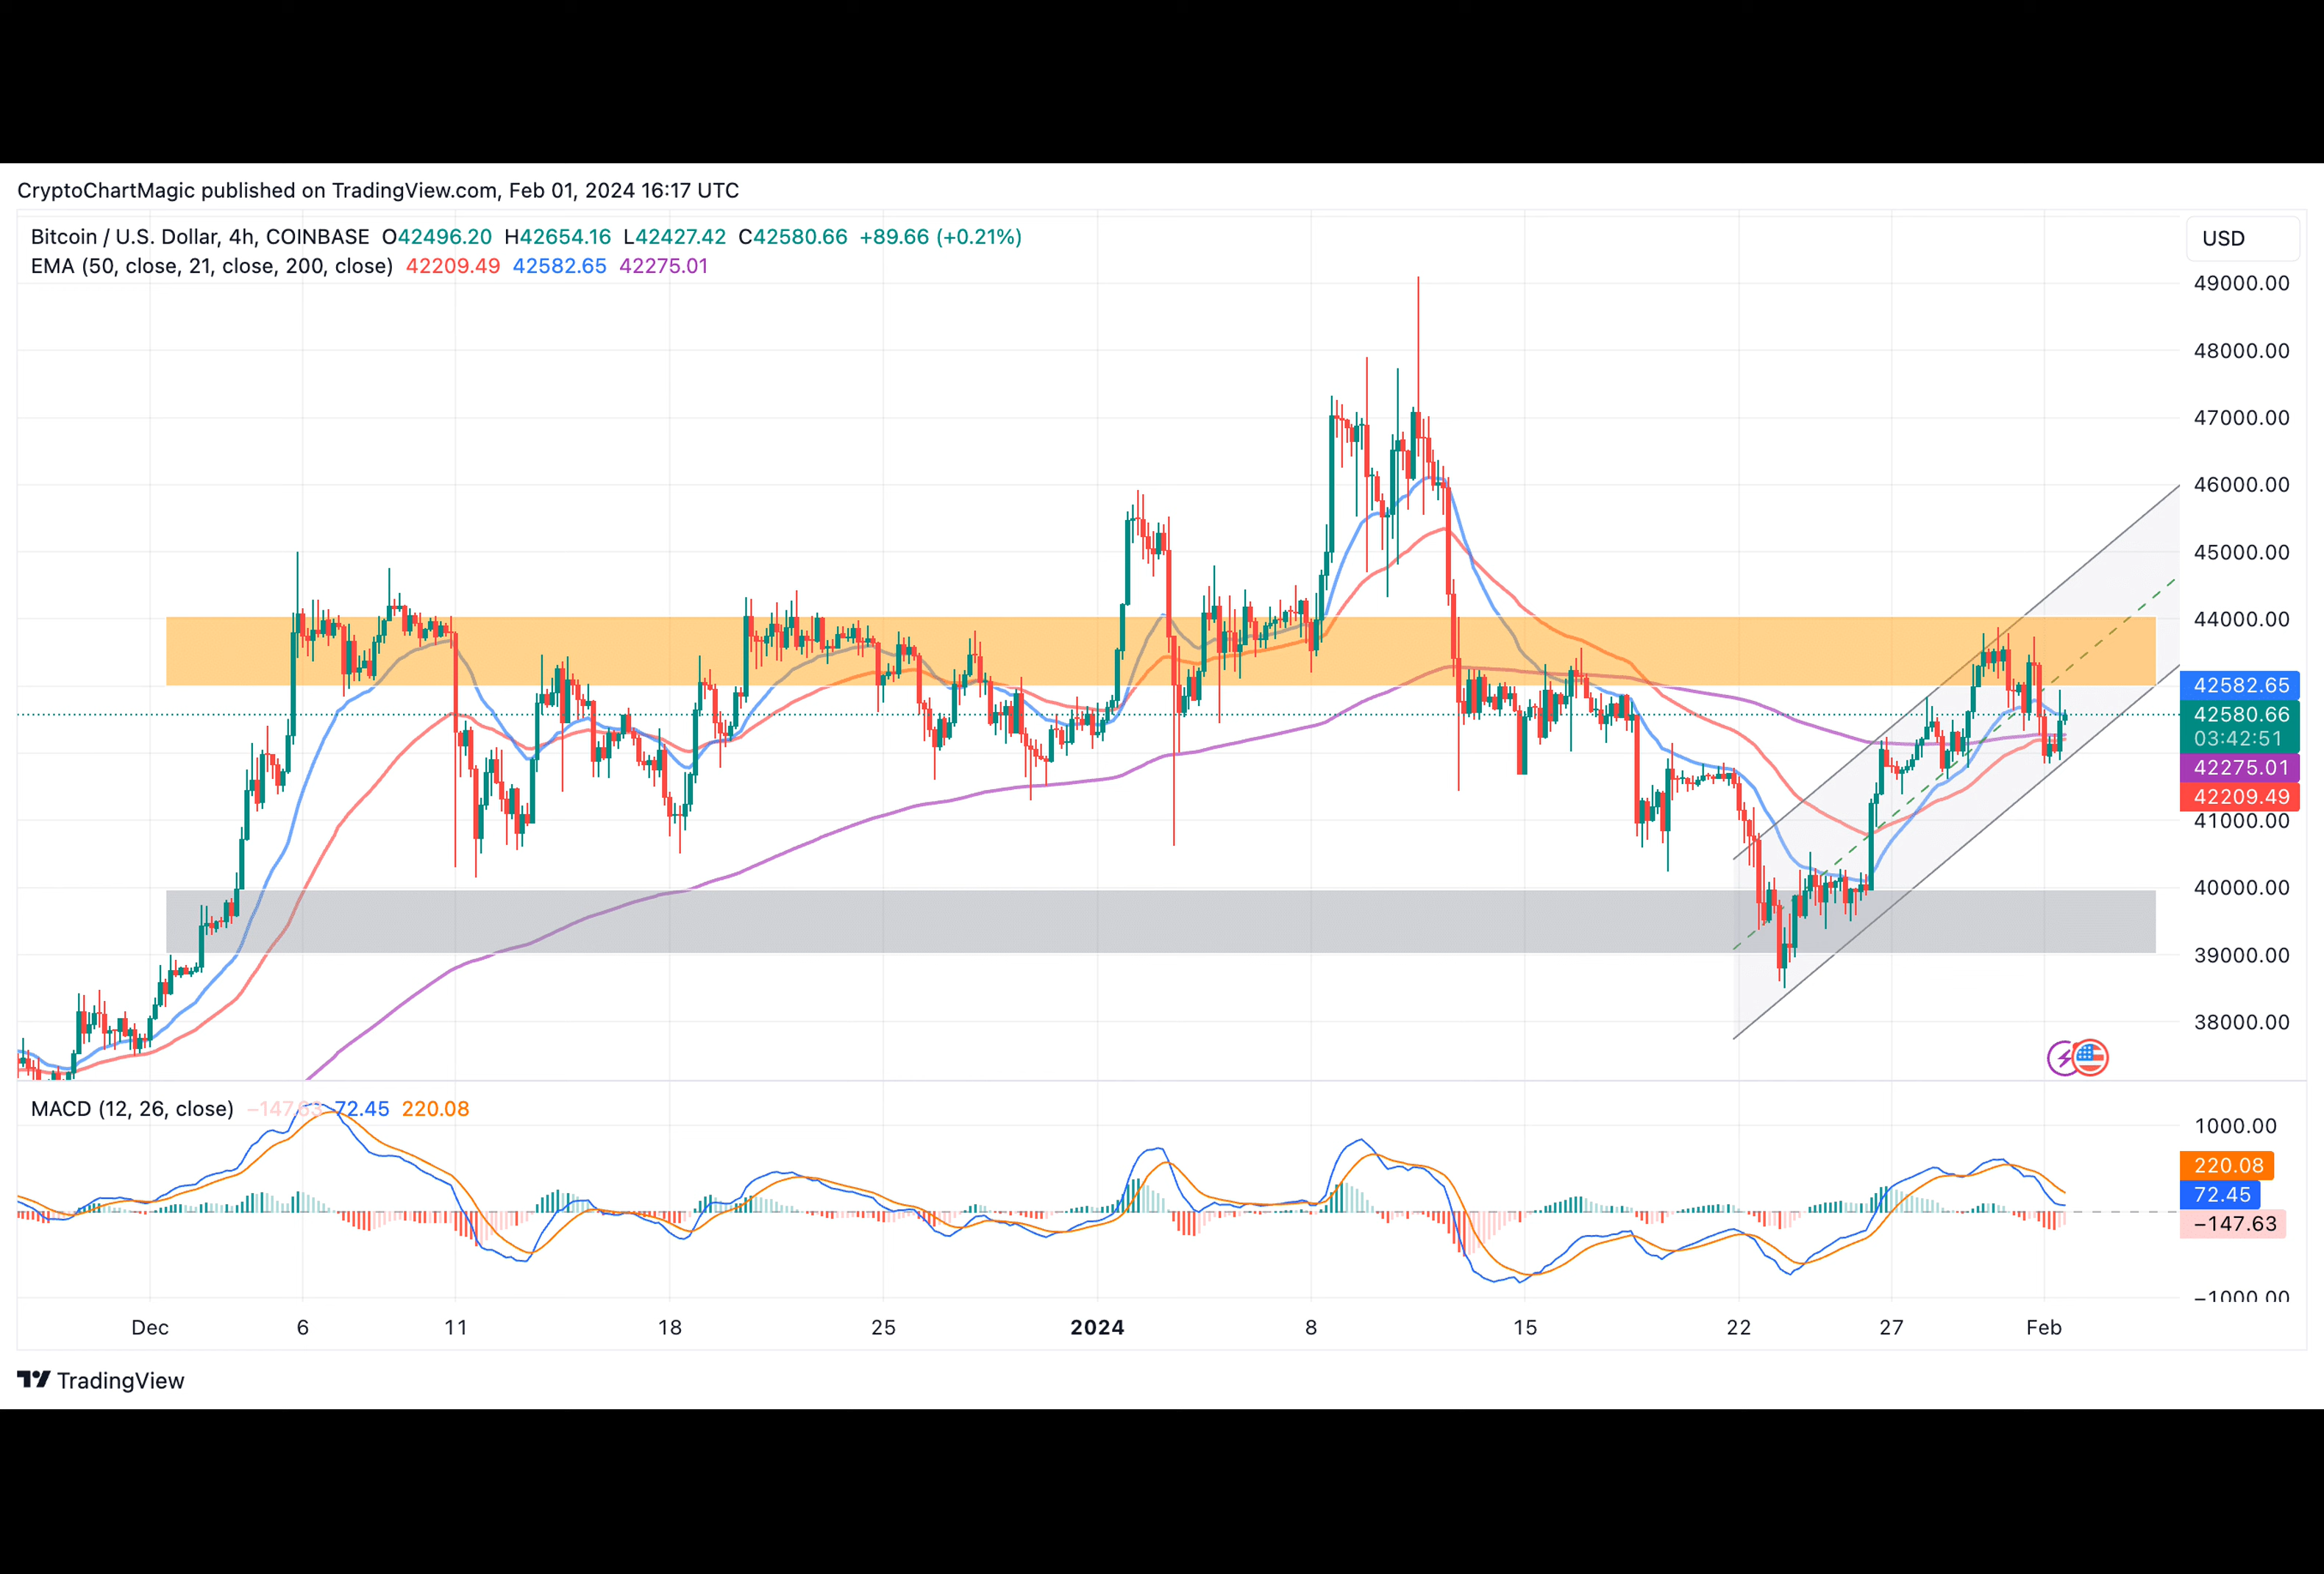 CryptoChartMagic published on TradingView.com, Feb 01, 2024 16:17 UTC
Bitcoin / U.S. Dollar, 4h, COINBASE O42496.20 H42654.16 L42427.42 C42580.66 +89.66 (+0.21%)
EMA (50, close, 21, close, 200, close) 42209.49 42582.65 42275.01
USD
49000.00
48000.00
47000.00
46000.00
45000.00
44000.00
42582.65
42580.66
03:42:51
42275.01
42209.49
41000.00
40000.00
39000.00
38000.00
MACD (12, 26, close) −147.63 72.45 220.08
1000.00
220.08
72.45
−147.63
−1000.00
Dec 6 11 18 25 2024 8 15 22 27 Feb
TradingView